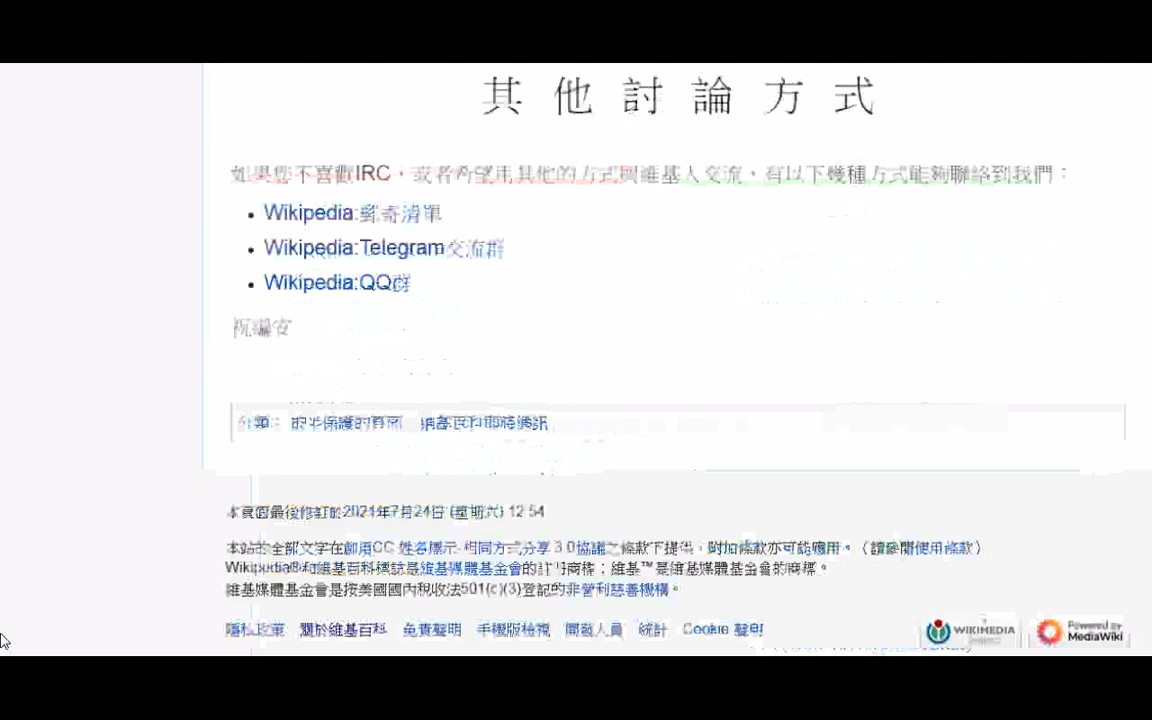 其他討論方式
如果您不喜歡IRC，或者希望用其他的方式與維基人交流，有以下幾種方式能夠聯絡到我們：
Wikipedia:郵寄清單
Wikipedia:Telegram交流群
Wikipedia:QQ群
祝編安
本頁面最後修訂於2021年7月24日 (星期六) 12:54
本站的全部文字在創用CC 姓名標示-相同方式分享 3.0協議之條款下提供，附加條款亦可能應用。（請參閱使用條款）
Wikipedia®和維基百科標誌是維基媒體基金會的註冊商標；維基™是維基媒體基金會的商標。
維基媒體基金會是按美國國內稅收法501(c)(3)登記的非營利慈善機構。
隱私政策 關於維基百科 免責聲明 手機版檢視 開發人員 統計 Cookie 聲明
WIKIMEDIA
Powered by
MediaWiki